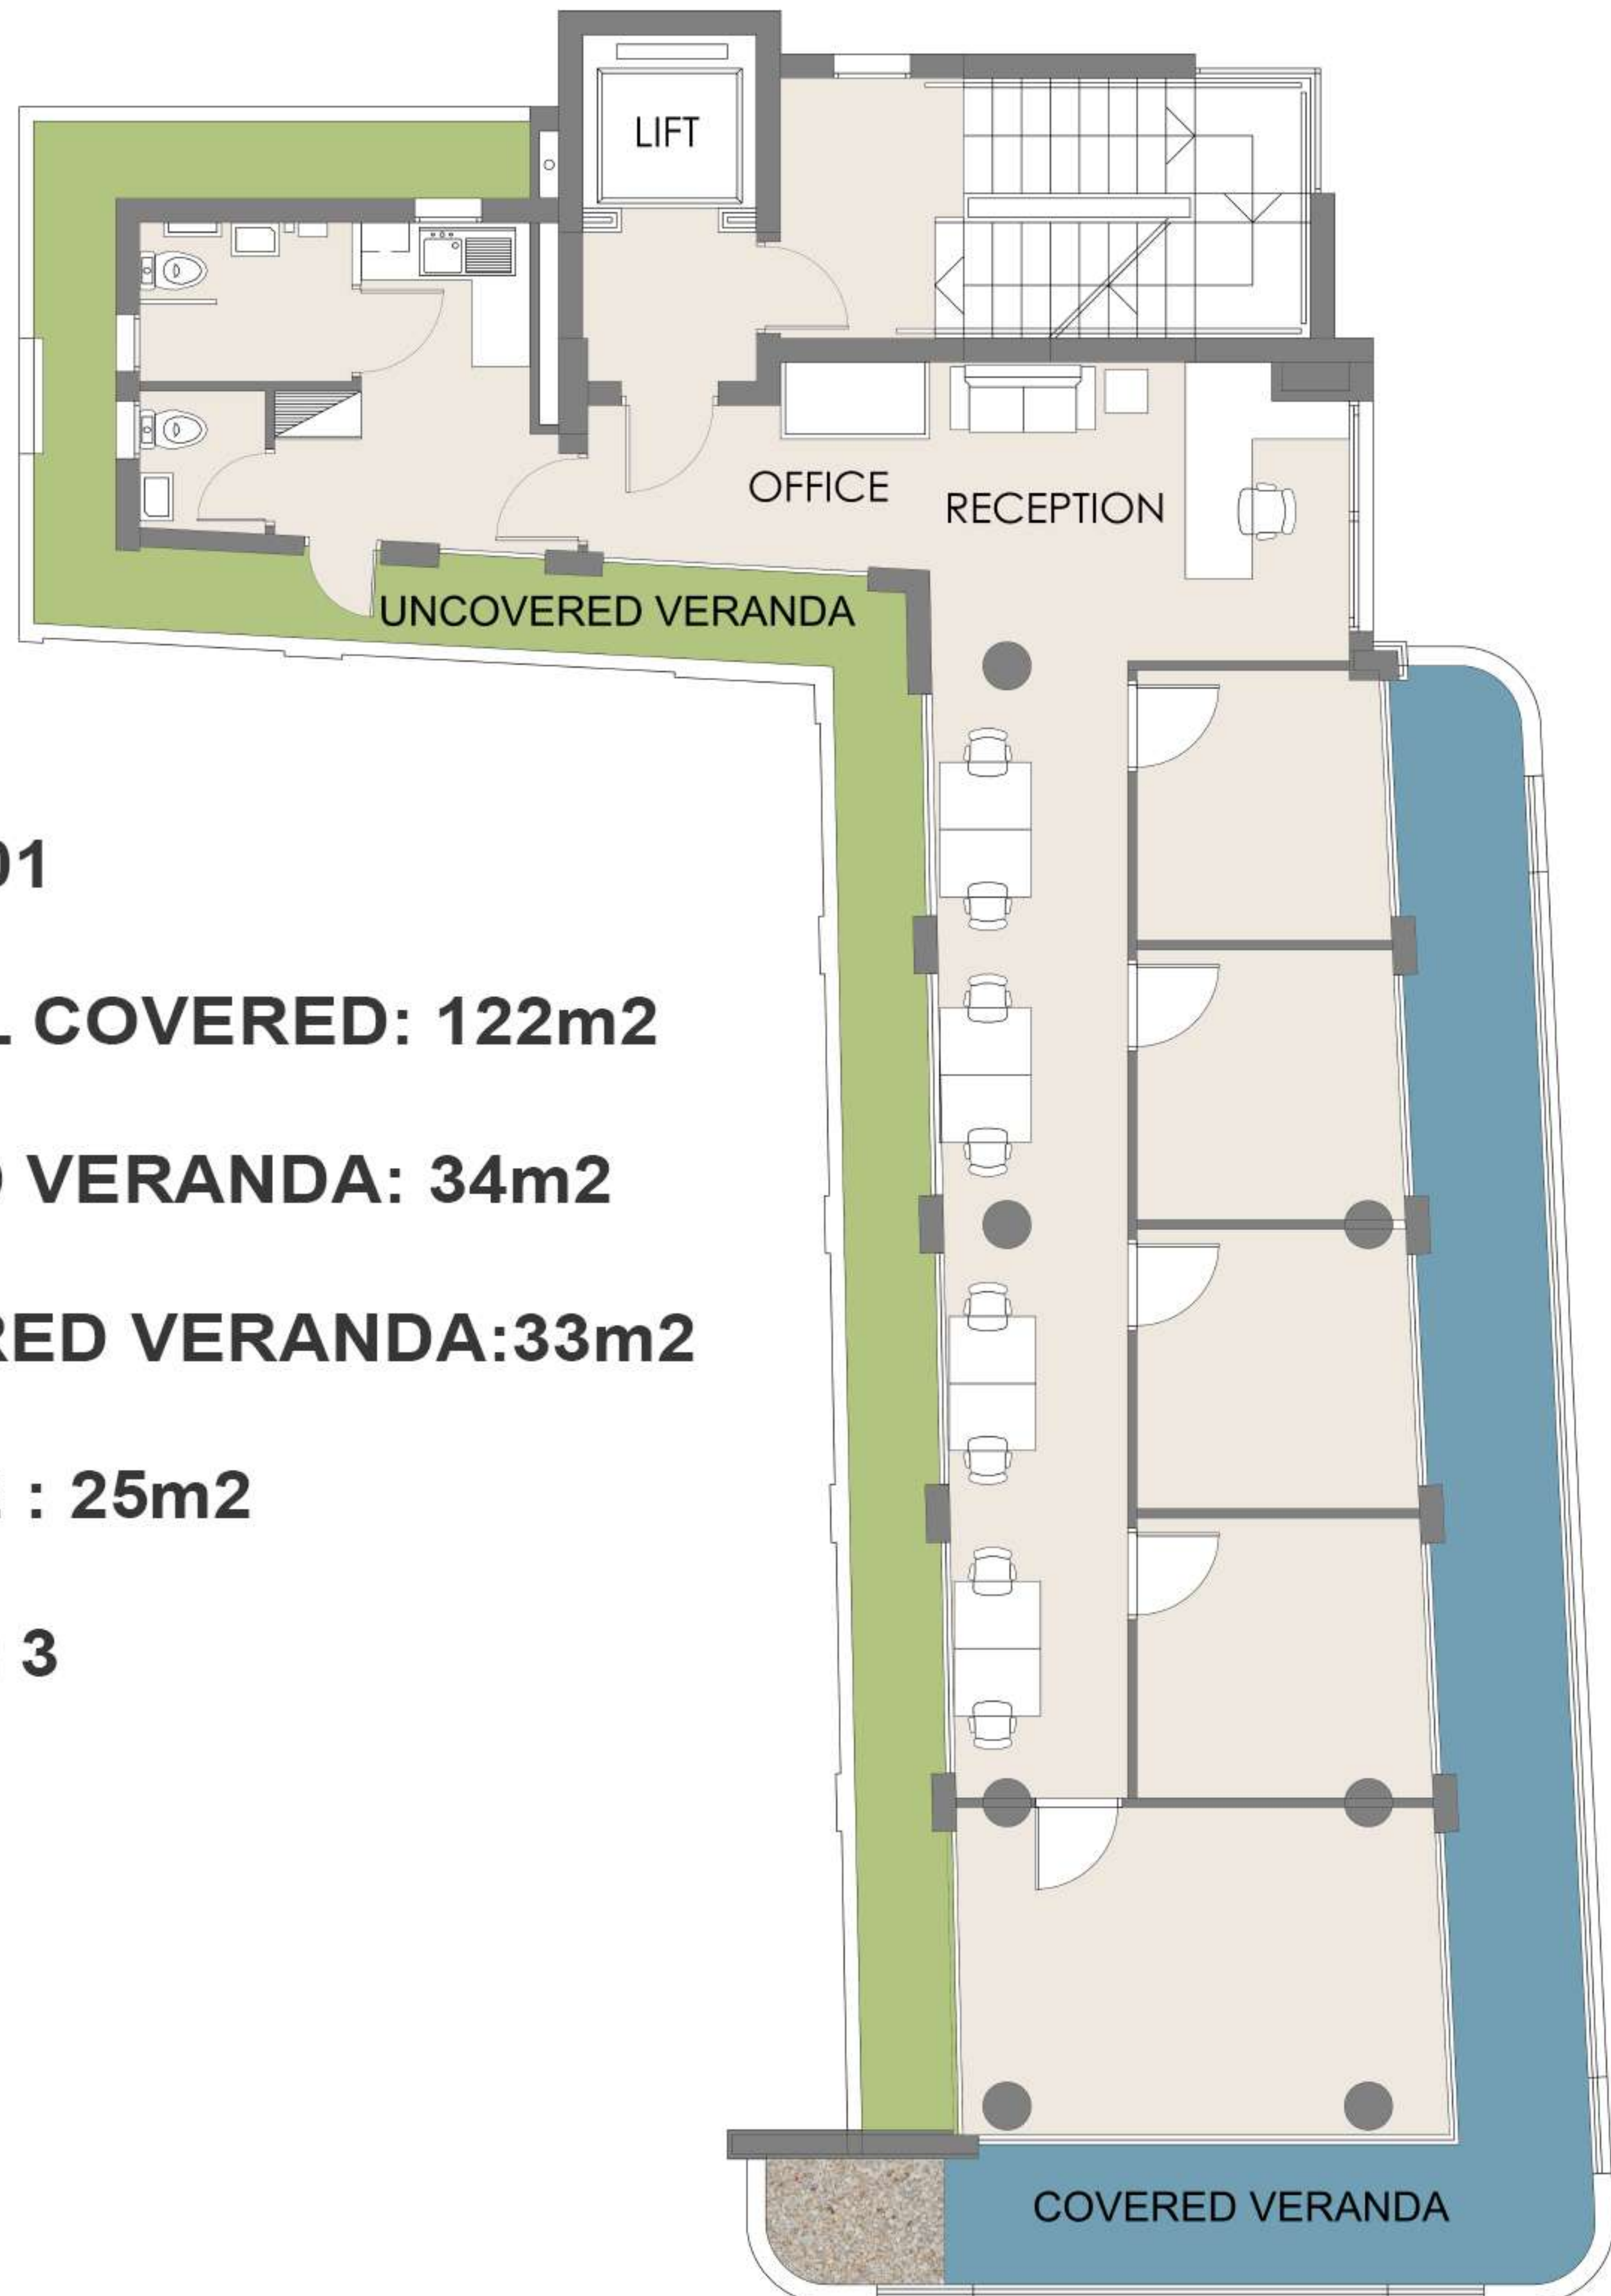 LIFT
OFFICE
RECEPTION
UNCOVERED VERANDA
01
COVERED: 122m2
VERANDA: 34m2
RED VERANDA:33m2
: 25m2
3
COVERED VERANDA